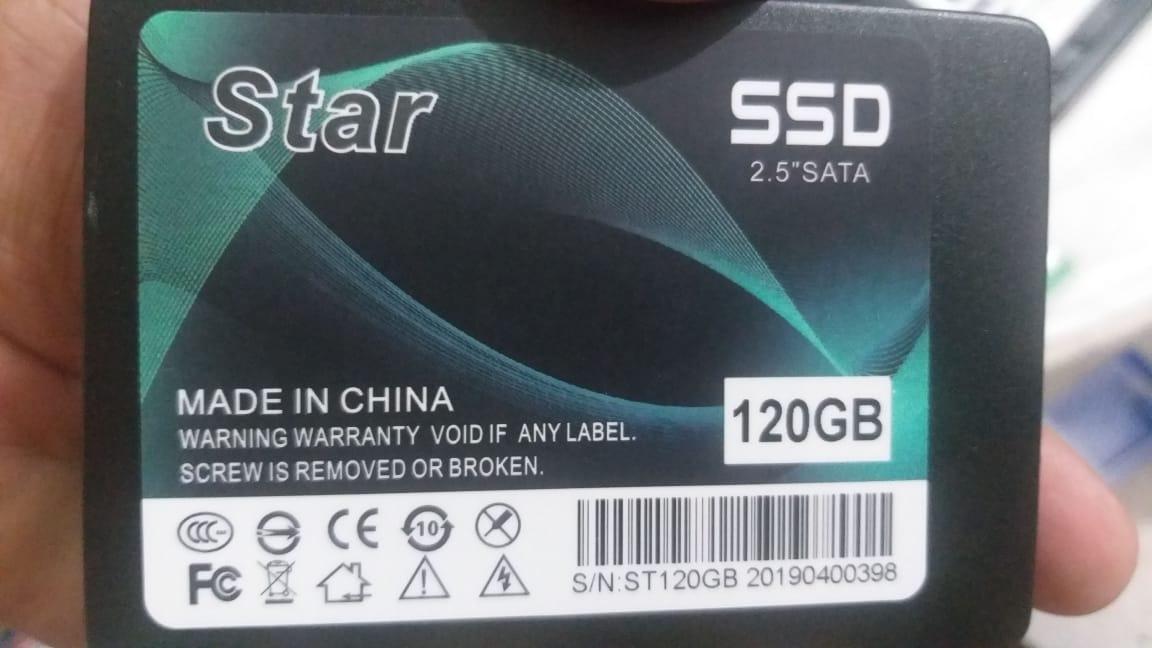 Star
SSD
2.5"SATA
MADE IN CHINA
WARNING WARRANTY VOID IF ANY LABEL.
SCREW IS REMOVED OR BROKEN.
120GB
CCC
CE
10
FC
S/N:ST120GB 20190400398